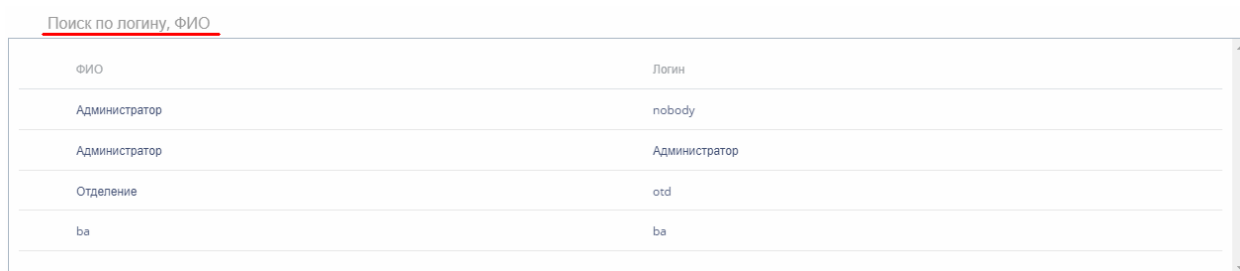 Поиск по логину, ФИО
ФИО Логин
Администратор nobody
Администратор Администратор
Отделение otd
ba ba